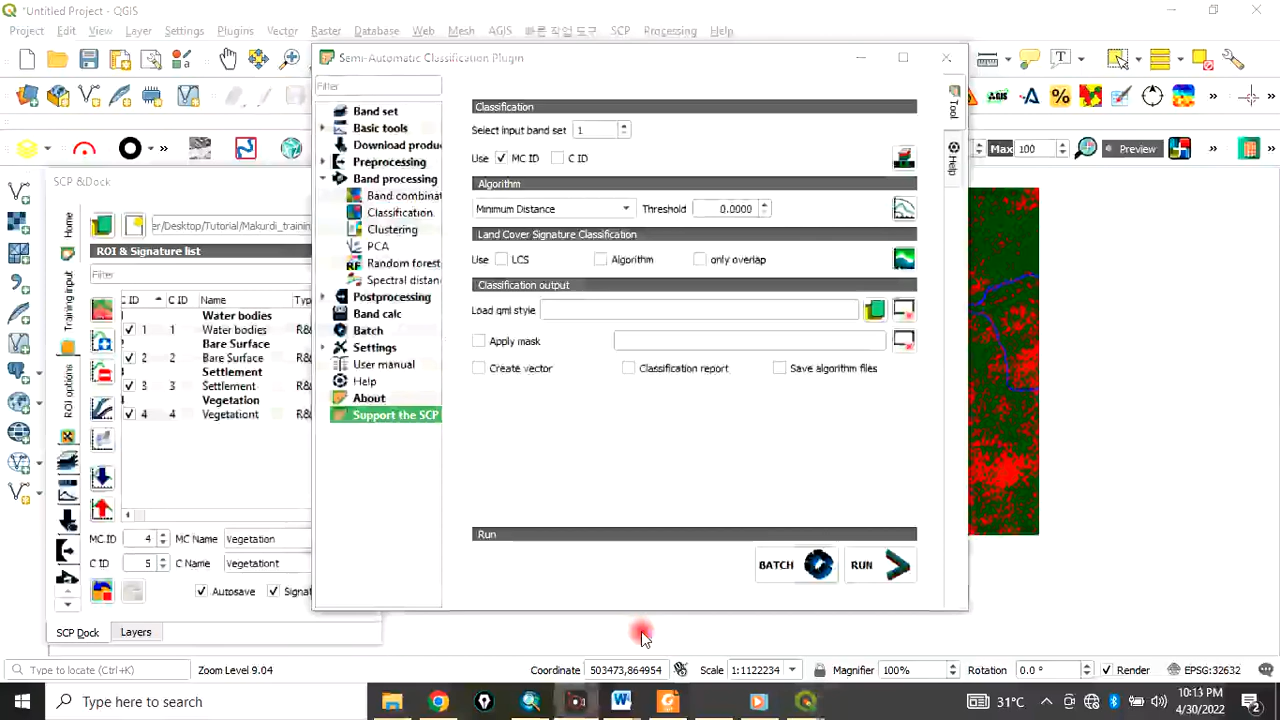 *Untitled Project - QGIS
Project Edit View Layer Settings Plugins Vector Raster Database Web Mesh AGIS 빠른 작업 도구 SCP Processing Help
Semi-Automatic Classification Plugin
Max 100 Preview
SCP & Dock
er/Desktop/Tutorial/Makurdi_training
ROI & Signature list
Filter
C ID C ID Name Typ
Water bodies
1 1 Water bodies R&
Bare Surface
2 2 Bare Surface R&
Settlement
3 3 Settlement R&
Vegetation
4 4 Vegetationt R&
MC ID 4 MC Name Vegetation
C ID 5 C Name Vegetationt
Autosave Signat
SCP Dock Layers
Home
Training input
ROI options
Filter
Band set
Basic tools
Download produ
Preprocessing
Band processing
Band combinat
Classification
Clustering
PCA
RF Random forest
Spectral distan
Postprocessing
Band calc
Batch
Settings
User manual
Help
About
Support the SCP
Classification
Select input band set 1
Use MC ID C ID
Algorithm
Minimum Distance Threshold 0.0000
Land Cover Signature Classification
Use LCS Algorithm only overlap
Classification output
Load qml style
Apply mask
Create vector Classification report Save algorithm files
Run
BATCH RUN
Tool
Help
Type to locate (Ctrl+K) Zoom Level 9.04 Coordinate 503473,864954 Scale 1:1122234 Magnifier 100% Rotation 0.0 ° Render EPSG:32632
Type here to search 31°C 10:13 PM
4/30/2022